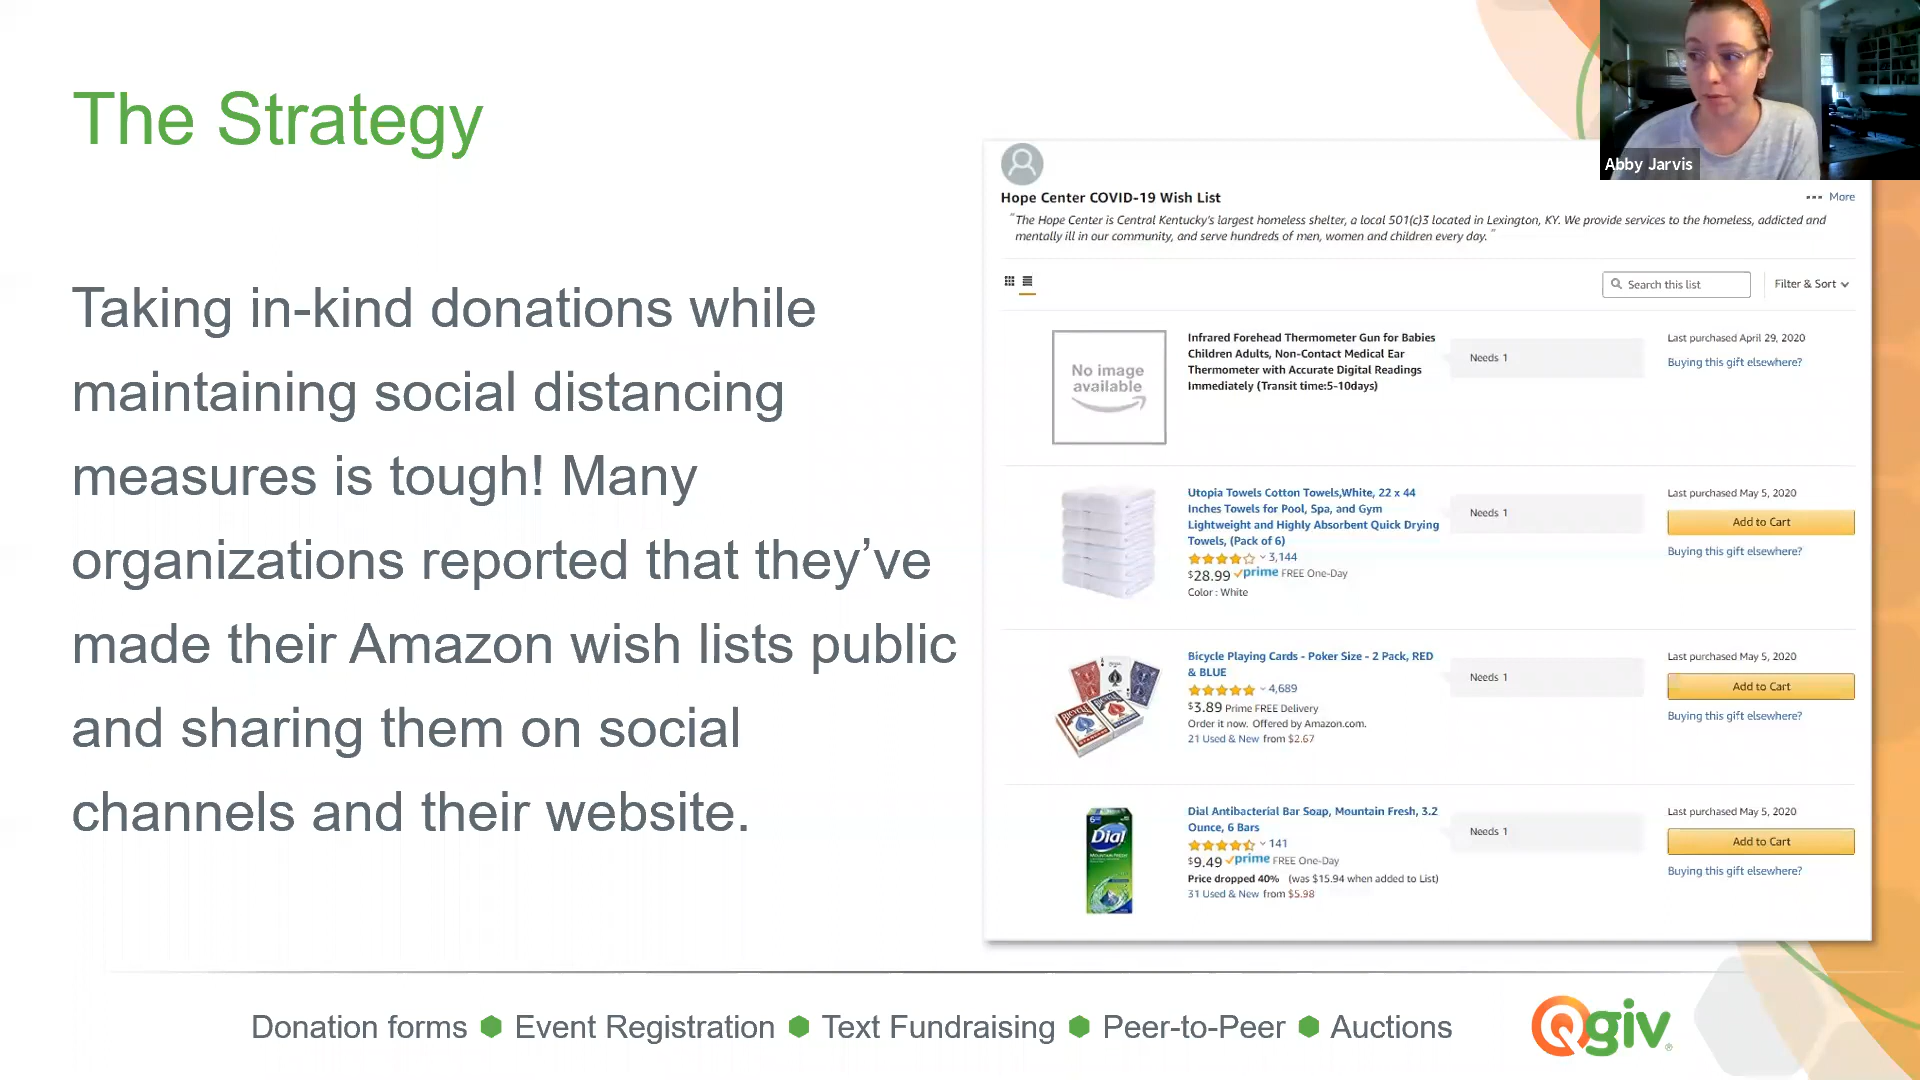 The Strategy
Taking in-kind donations while
maintaining social distancing
measures is tough! Many
organizations reported that they’ve
made their Amazon wish lists public
and sharing them on social
channels and their website.
Abby Jarvis
Hope Center COVID-19 Wish List
More
"The Hope Center is Central Kentucky's largest homeless shelter, a local 501(c)3 located in Lexington, KY. We provide services to the homeless, addicted and
mentally ill in our community, and serve hundreds of men, women and children every day."
Search this list
Filter & Sort
No image
available
Infrared Forehead Thermometer Gun for Babies
Children Adults, Non-Contact Medical Ear
Thermometer with Accurate Digital Readings
Immediately (Transit time:5-10days)
Needs 1
Last purchased April 29, 2020
Buying this gift elsewhere?
Utopia Towels Cotton Towels,White, 22 x 44
Inches Towels for Pool, Spa, and Gym
Lightweight and Highly Absorbent Quick Drying
Towels, (Pack of 6)
3,144
$28.99 prime FREE One-Day
Color : White
Needs 1
Last purchased May 5, 2020
Add to Cart
Buying this gift elsewhere?
Bicycle Playing Cards - Poker Size - 2 Pack, RED
& BLUE
4,689
$3.89 Prime FREE Delivery
Order it now. Offered by Amazon.com.
21 Used & New from $2.67
Needs 1
Last purchased May 5, 2020
Add to Cart
Buying this gift elsewhere?
Dial
Dial Antibacterial Bar Soap, Mountain Fresh, 3.2
Ounce, 6 Bars
141
$9.49 prime FREE One-Day
Price dropped 40% (was $15.94 when added to List)
31 Used & New from $5.98
Needs 1
Last purchased May 5, 2020
Add to Cart
Buying this gift elsewhere?
Donation forms Event Registration Text Fundraising Peer-to-Peer Auctions
Qgiv